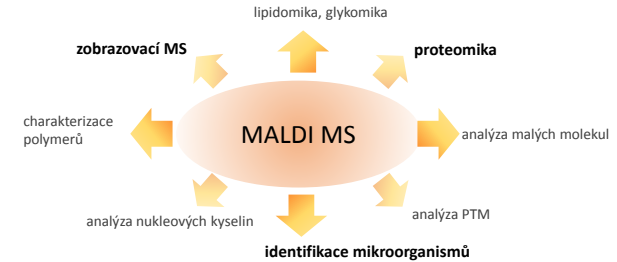 lipidomika, glykomika
zobrazovací MS
proteomika
charakterizace
polymerů
MALDI MS
analýza malých molekul
analýza nukleových kyselin
analýza PTM
identifikace mikroorganismů